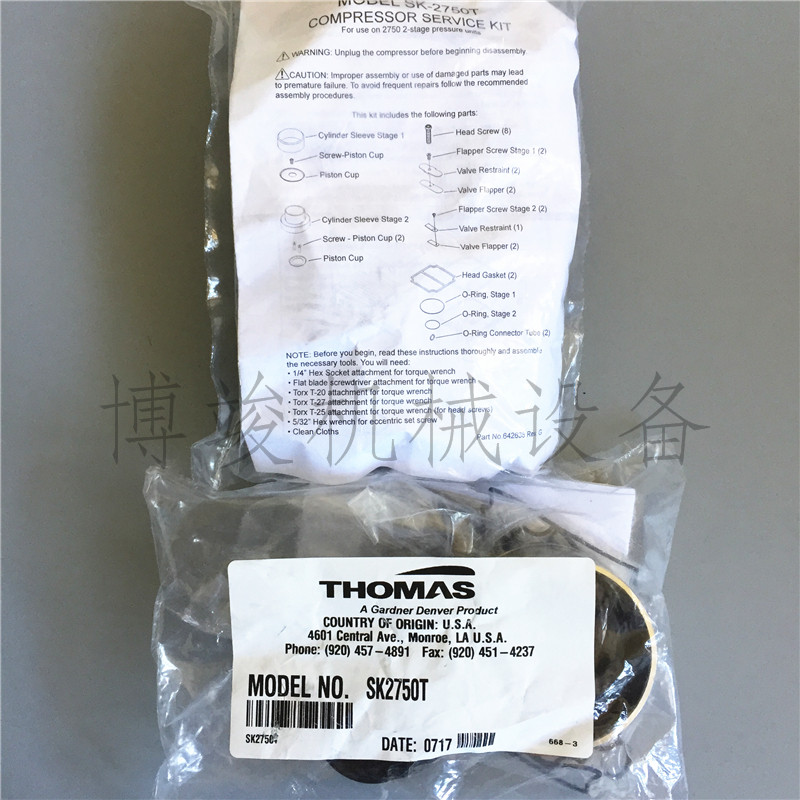 MODEL SK-2750T
COMPRESSOR SERVICE KIT
For use on 2750 2-stage pressure units
WARNING: Unplug the compressor before beginning disassembly.
CAUTION: Improper assembly or use of damaged parts may lead
to premature failure. To avoid frequent repairs follow the recommended
assembly procedures.
This kit includes the following parts:
Cylinder Sleeve Stage 1
Screw-Piston Cup
Piston Cup
Cylinder Sleeve Stage 2
Screw - Piston Cup (2)
Piston Cup
Head Screw (8)
Flapper Screw Stage 1 (2)
Valve Restraint (2)
Valve Flapper (2)
Flapper Screw Stage 2 (2)
Valve Restraint (1)
Valve Flapper (2)
Head Gasket (2)
O-Ring, Stage 1
O-Ring, Stage 2
O-Ring Connector Tube (2)
NOTE: Before you begin, read these instructions thoroughly and assemble
the necessary tools. You will need:
• 1/4" Hex Socket attachment for torque wrench
• Flat blade screwdriver attachment for torque wrench
• Torx T-20 attachment for torque wrench
• Torx T-27 attachment for torque wrench
• Torx T-25 attachment for torque wrench (for head screws)
• 5/32" Hex wrench for eccentric set screw
• Clean Cloths
Part No. Rev G
博峻机械设备
THOMAS
A Gardner Denver Product
COUNTRY OF ORIGIN: U.S.A.
4601 Central Ave., Monroe, LA U.S.A.
Phone: (920) 457-4891 Fax: (920) 451-4237
MODEL NO. SK2750T
SK2750T
DATE: 0717
668-3